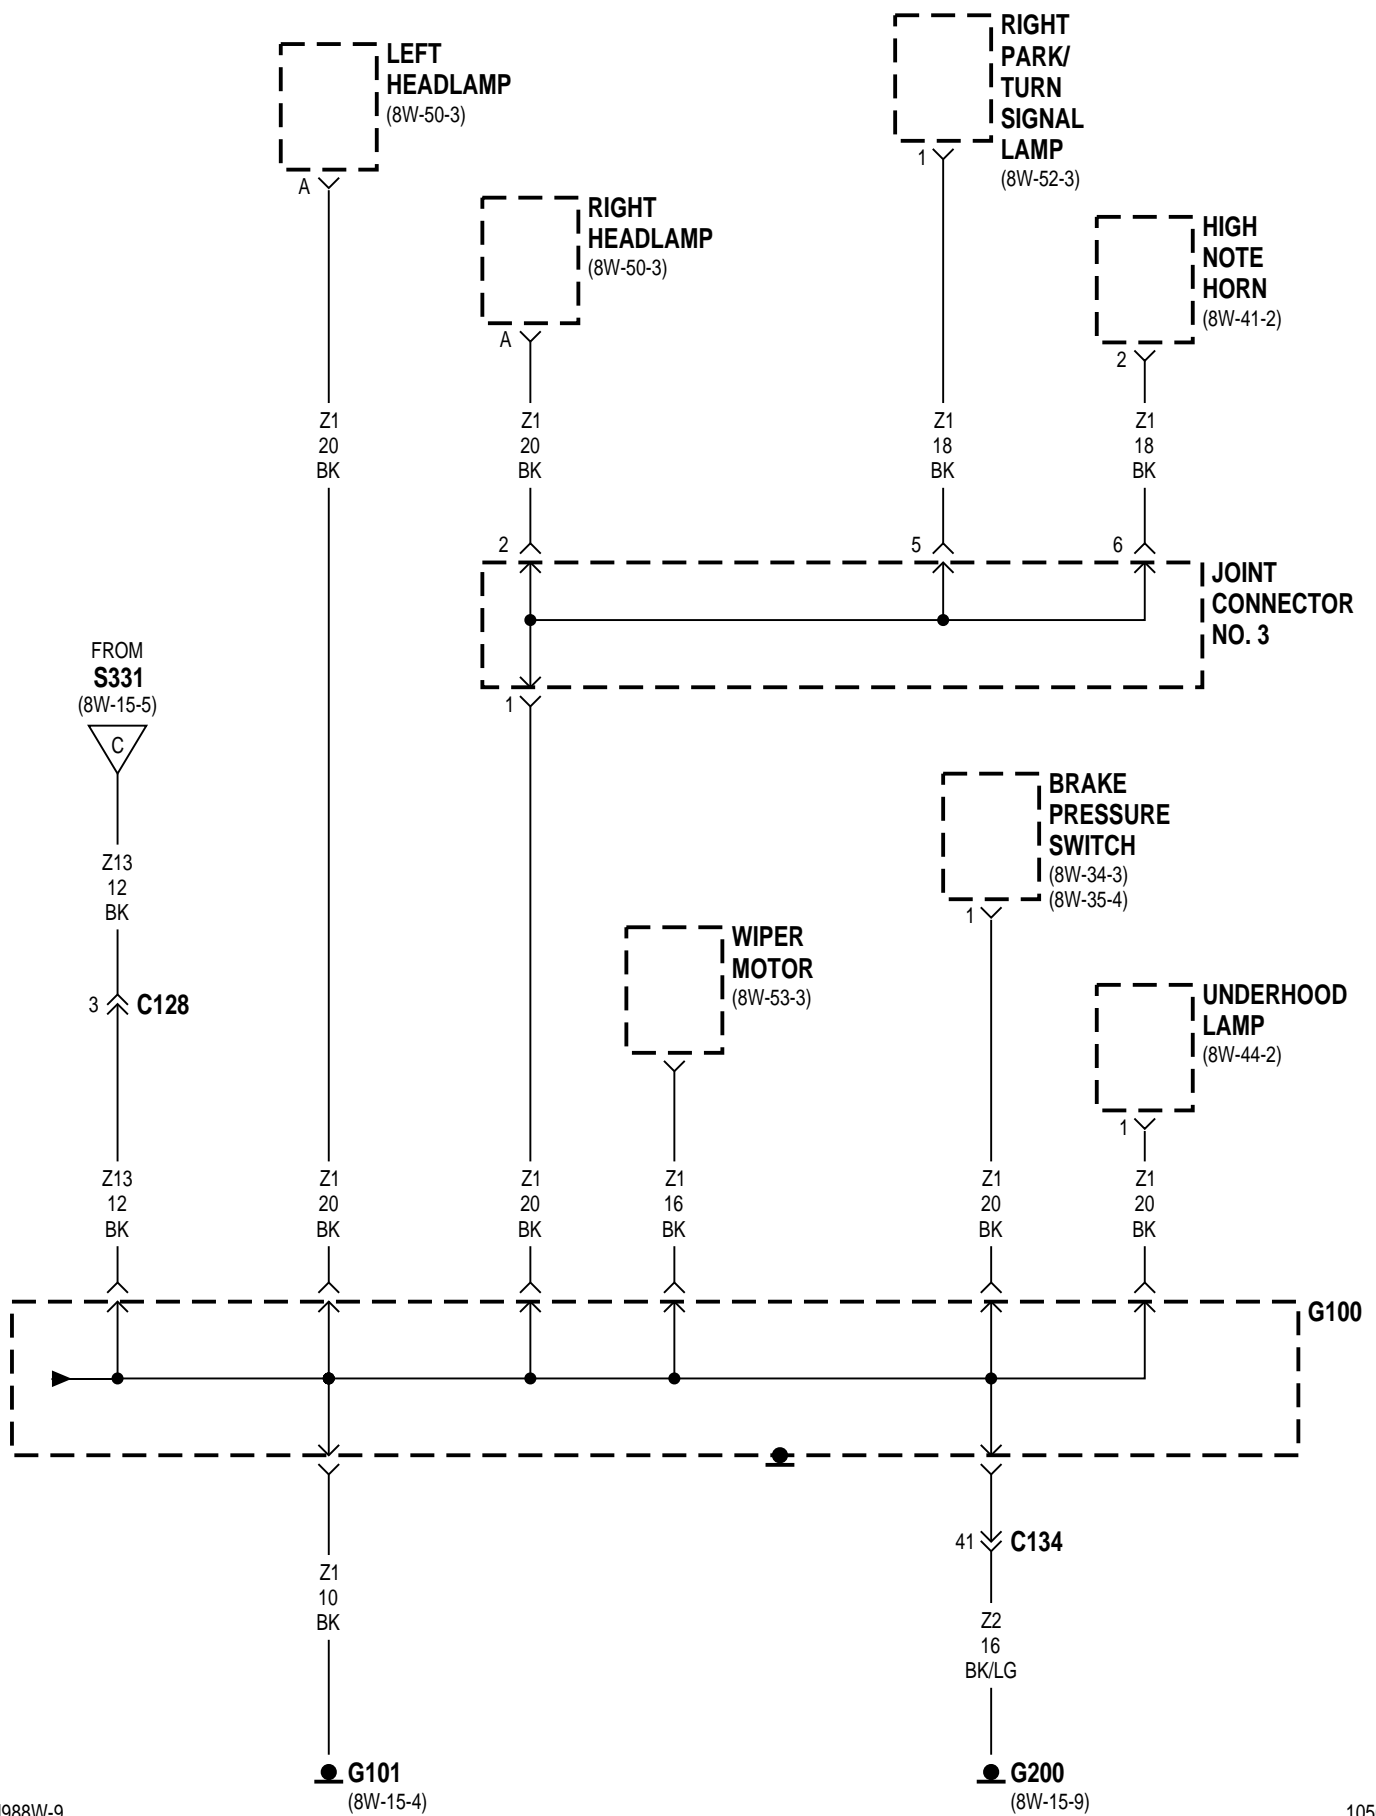 LEFT
HEADLAMP
(8W-50-3)
A
RIGHT
PARK/
TURN
SIGNAL
LAMP
(8W-52-3)
1
RIGHT
HEADLAMP
(8W-50-3)
A
HIGH
NOTE
HORN
(8W-41-2)
2
Z1
20
BK
Z1
20
BK
Z1
18
BK
Z1
18
BK
2
5
6
JOINT
CONNECTOR
NO. 3
1
FROM
S331
(8W-15-5)
C
Z13
12
BK
3
C128
BRAKE
PRESSURE
SWITCH
(8W-34-3)
(8W-35-4)
1
WIPER
MOTOR
(8W-53-3)
UNDERHOOD
LAMP
(8W-44-2)
1
Z13
12
BK
Z1
20
BK
Z1
20
BK
Z1
16
BK
Z1
20
BK
Z1
20
BK
G100
41
C134
Z1
10
BK
Z2
16
BK/LG
G101
(8W-15-4)
G200
(8W-15-9)
988W-9
105